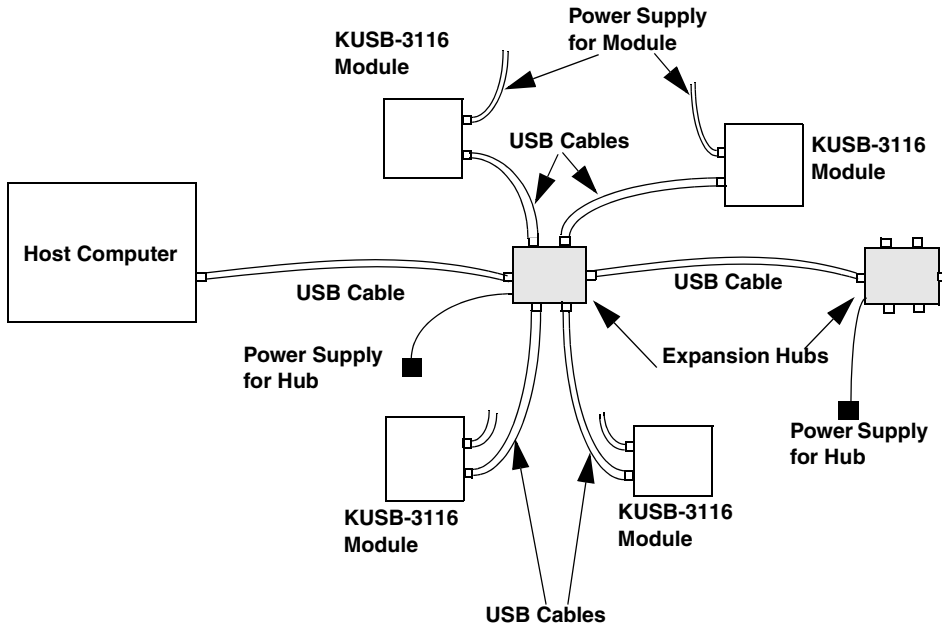 Power Supply
for Module
KUSB-3116
Module
USB Cables
KUSB-3116
Module
Host Computer
USB Cable
USB Cable
Power Supply
for Hub
Expansion Hubs
Power Supply
for Hub
KUSB-3116
Module
KUSB-3116
Module
USB Cables